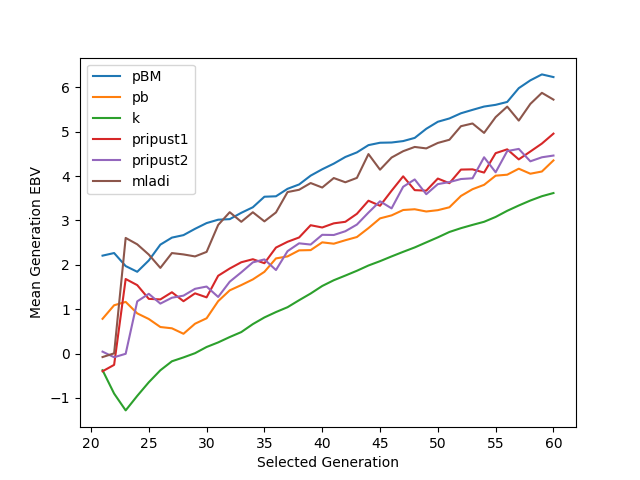 pBM
pb
k
pripust1
pripust2
mladi
6
5
4
3
2
1
0
−1
Mean Generation EBV
20 25 30 35 40 45 50 55 60
Selected Generation